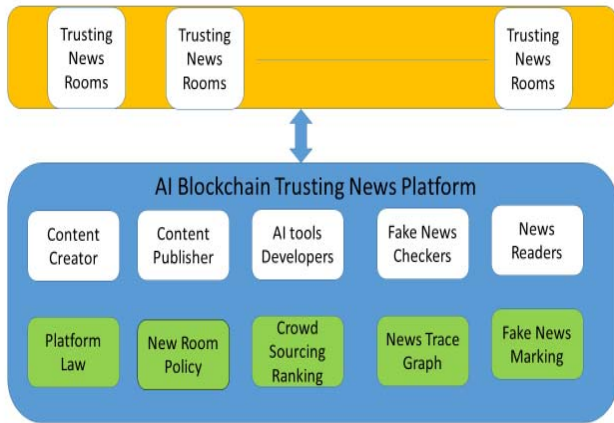 Trusting
News
Rooms
Trusting
News
Rooms
Trusting
News
Rooms
AI Blockchain Trusting News Platform
Content
Creator
Content
Publisher
AI tools
Developers
Fake News
Checkers
News
Readers
Platform
Law
New Room
Policy
Crowd
Sourcing
Ranking
News Trace
Graph
Fake News
Marking